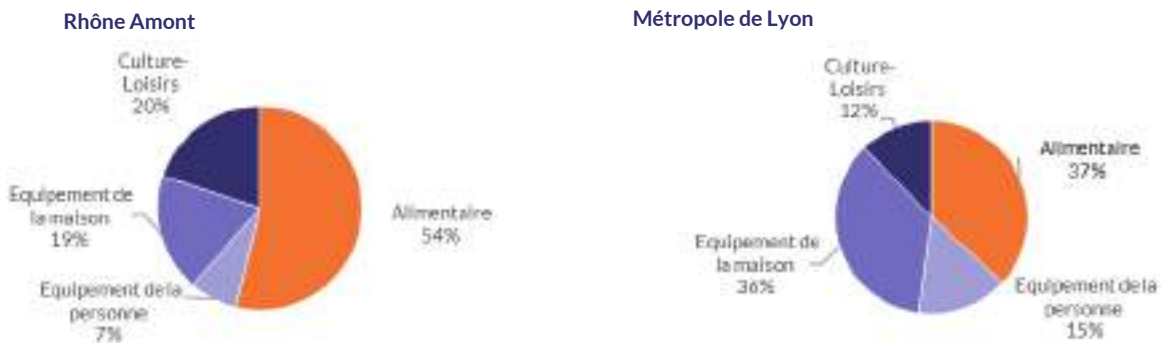 Rhône Amont
Culture-
Loisirs
20%
Equipement de
la maison
19%
Equipement de la
personne
7%
Alimentaire
54%
Métropole de Lyon
Culture-
Loisirs
12%
Alimentaire
37%
Equipement de
la maison
36%
Equipement de la
personne
15%